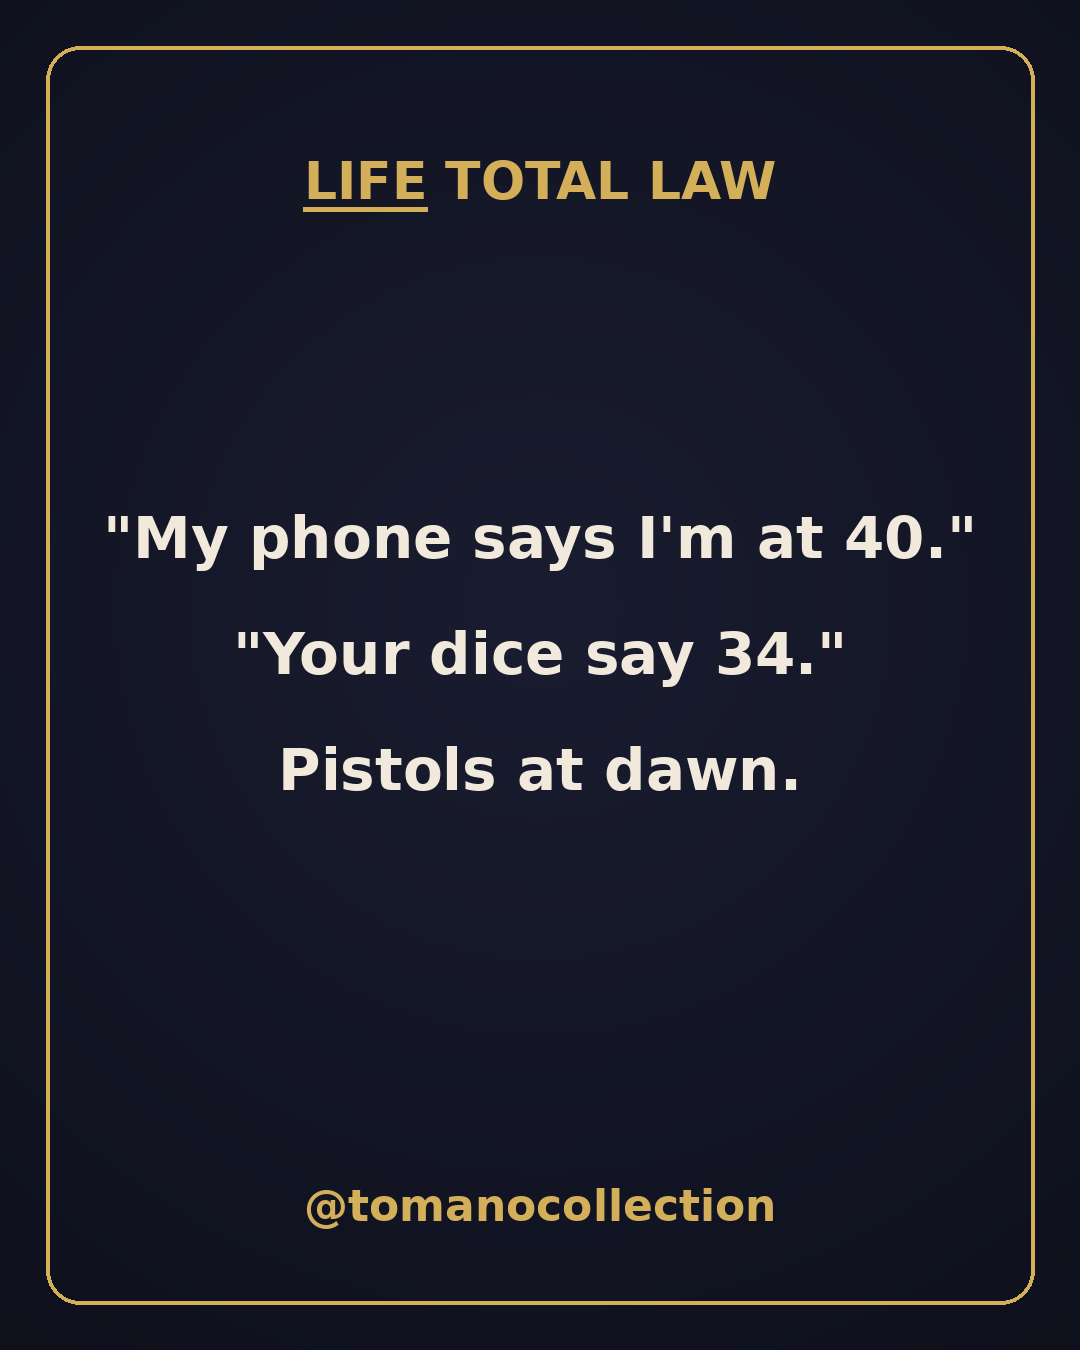 LIFE TOTAL LAW
"My phone says I'm at 40."
"Your dice say 34."
Pistols at dawn.
@tomanocollection